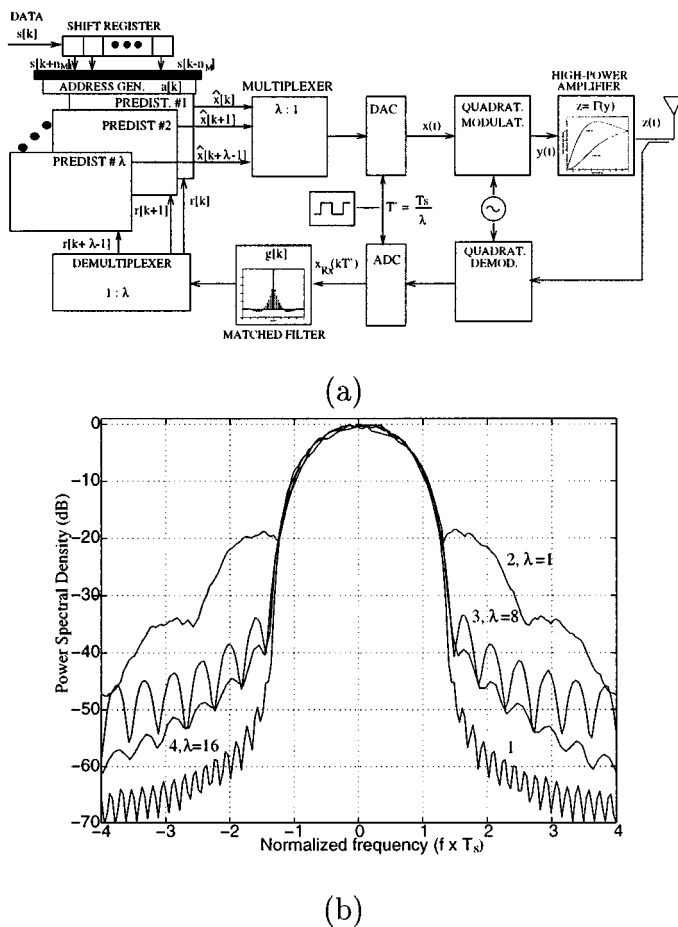 DATA
s[k]
SHIFT REGISTER
s[k+n_M] s[k-n_M]
ADDRESS GEN. a[k]
PREDIST. #1
PREDIST #2
PREDIST # λ
x̂[k]
x̂[k+1]
x̂[k+λ-1]
MULTIPLEXER
λ : 1
DAC
x(t)
QUADRAT.
MODULAT.
y(t)
HIGH-POWER
AMPLIFIER
z=Γ(y)
z(t)
r[k]
r[k+1]
r[k+λ-1]
T' = Ts/λ
DEMULTIPLEXER
1 : λ
g[k]
MATCHED FILTER
x_Rx(kT')
ADC
QUADRAT.
DEMOD.
(a)
Power Spectral Density (dB)
0
-10
-20
-30
-40
-50
-60
-70
2, λ=1
3, λ=8
4, λ=16
1
-4 -3 -2 -1 0 1 2 3 4
Normalized frequency (f x Ts)
(b)